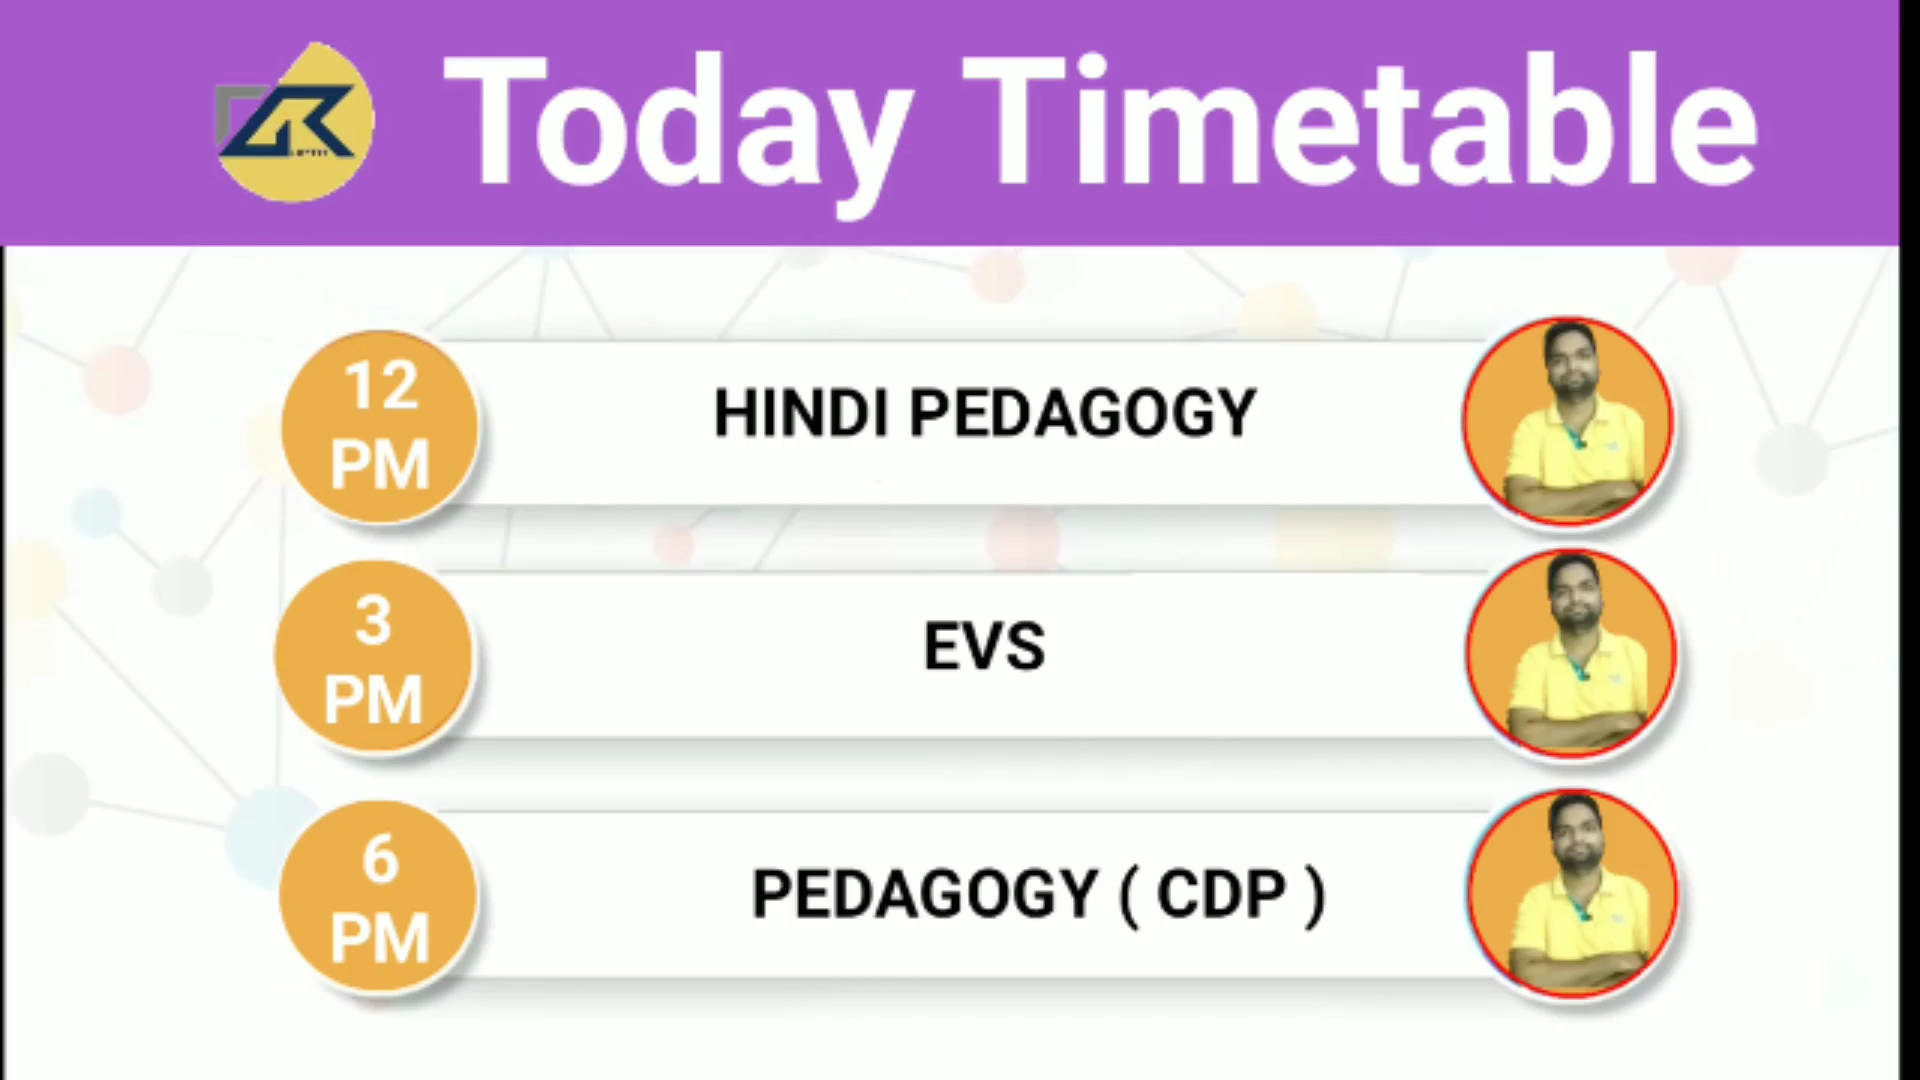 Today Timetable
12
PM
HINDI PEDAGOGY
3
PM
EVS
6
PM
PEDAGOGY ( CDP )